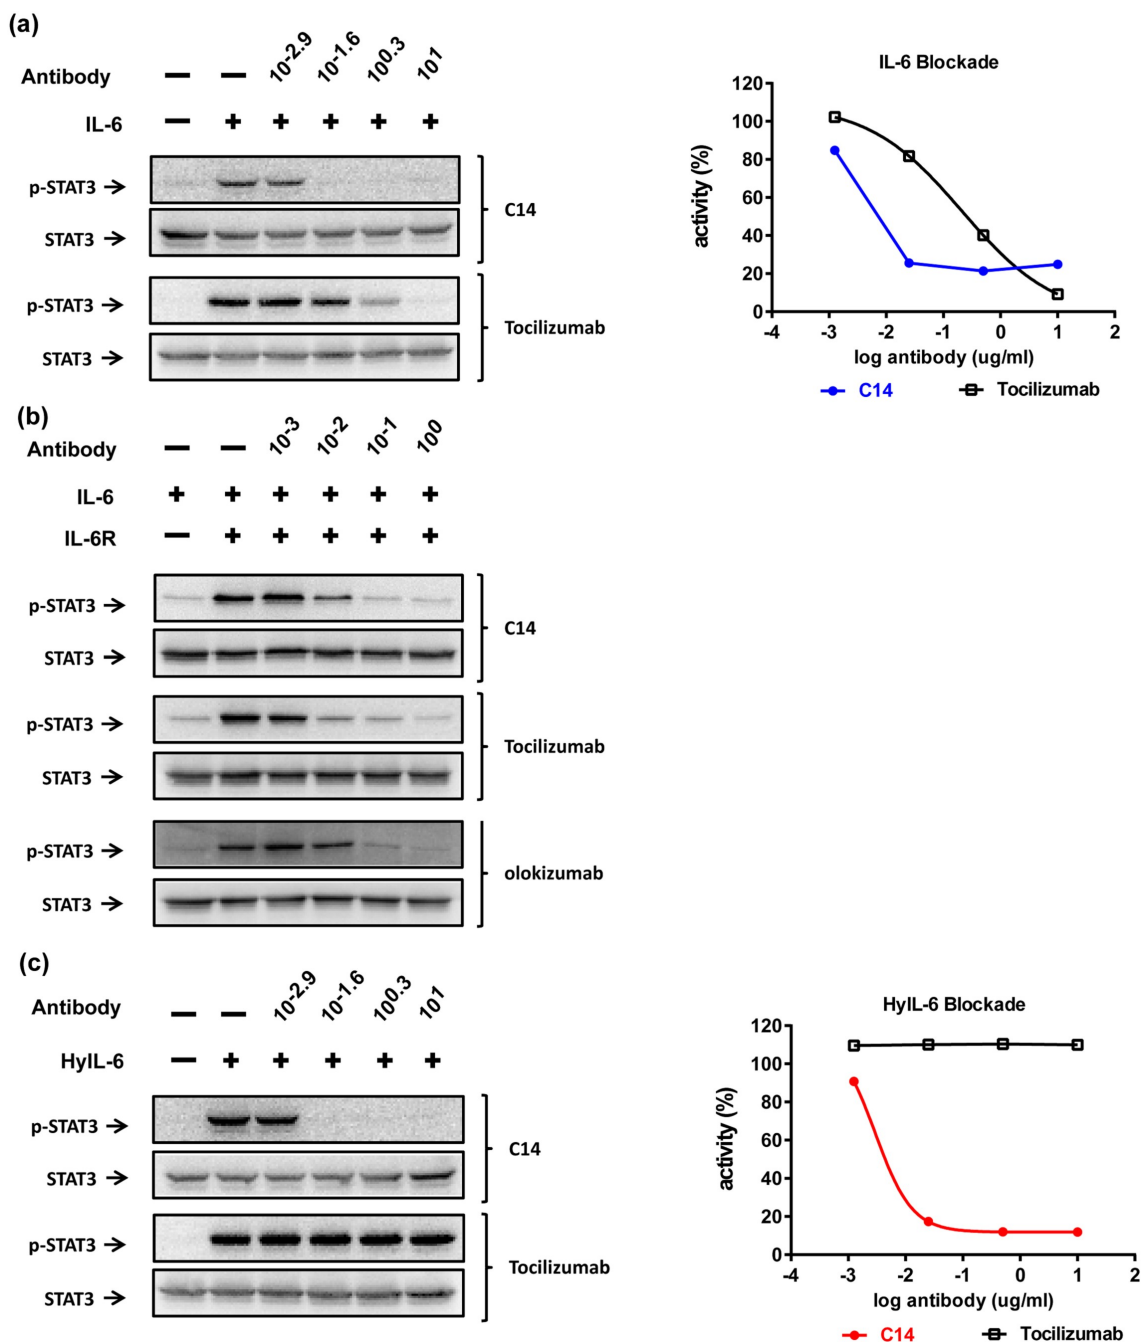 (a)
Antibody — — 10-2.9 10-1.6 100.3 101
IL-6 — + + + + +
p-STAT3 →
C14
STAT3 →
p-STAT3 →
Tocilizumab
STAT3 →
IL-6 Blockade
activity (%)
120
100
80
60
40
20
0
-4 -3 -2 -1 0 1 2
log antibody (ug/ml)
C14 Tocilizumab
(b)
Antibody — — 10-3 10-2 10-1 100
IL-6 + + + + + +
IL-6R — + + + + +
p-STAT3 →
C14
STAT3 →
p-STAT3 →
Tocilizumab
STAT3 →
p-STAT3 →
olokizumab
STAT3 →
(c)
Antibody — — 10-2.9 10-1.6 100.3 101
HyIL-6 — + + + + +
p-STAT3 →
C14
STAT3 →
p-STAT3 →
Tocilizumab
STAT3 →
HyIL-6 Blockade
activity (%)
120
100
80
60
40
20
0
-4 -3 -2 -1 0 1 2
log antibody (ug/ml)
C14 Tocilizumab